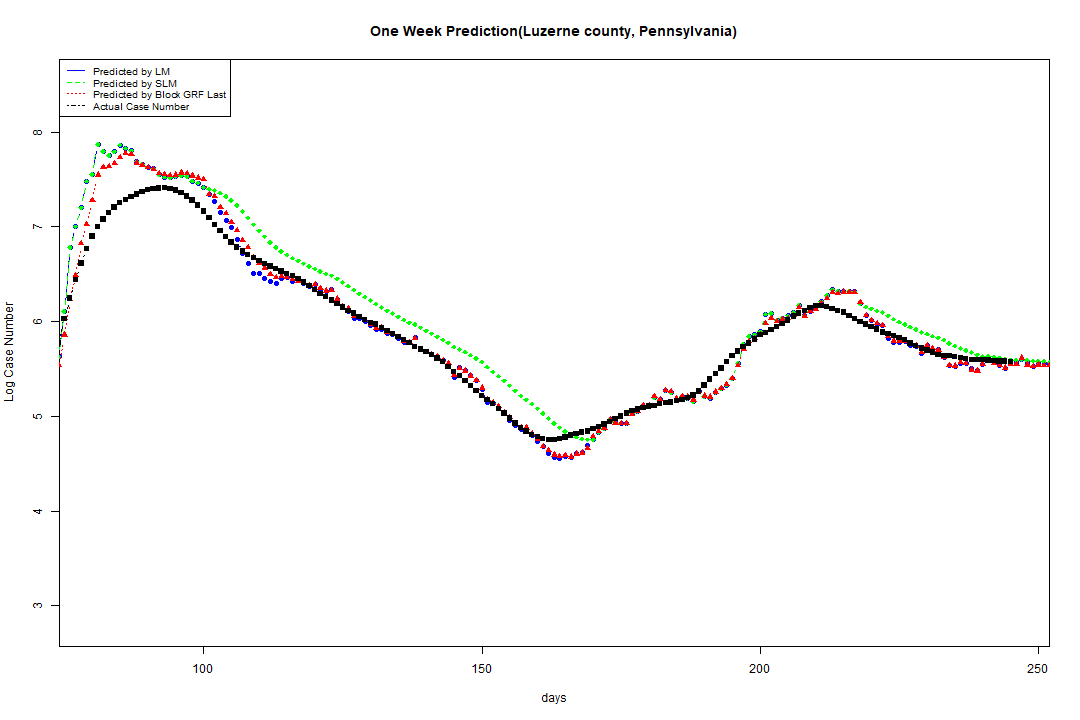 One Week Prediction(Luzerne county, Pennsylvania)
Predicted by LM
Predicted by SLM
Predicted by Block GRF Last
Actual Case Number
8
7
6
5
4
3
Log Case Number
100 150 200 250
days